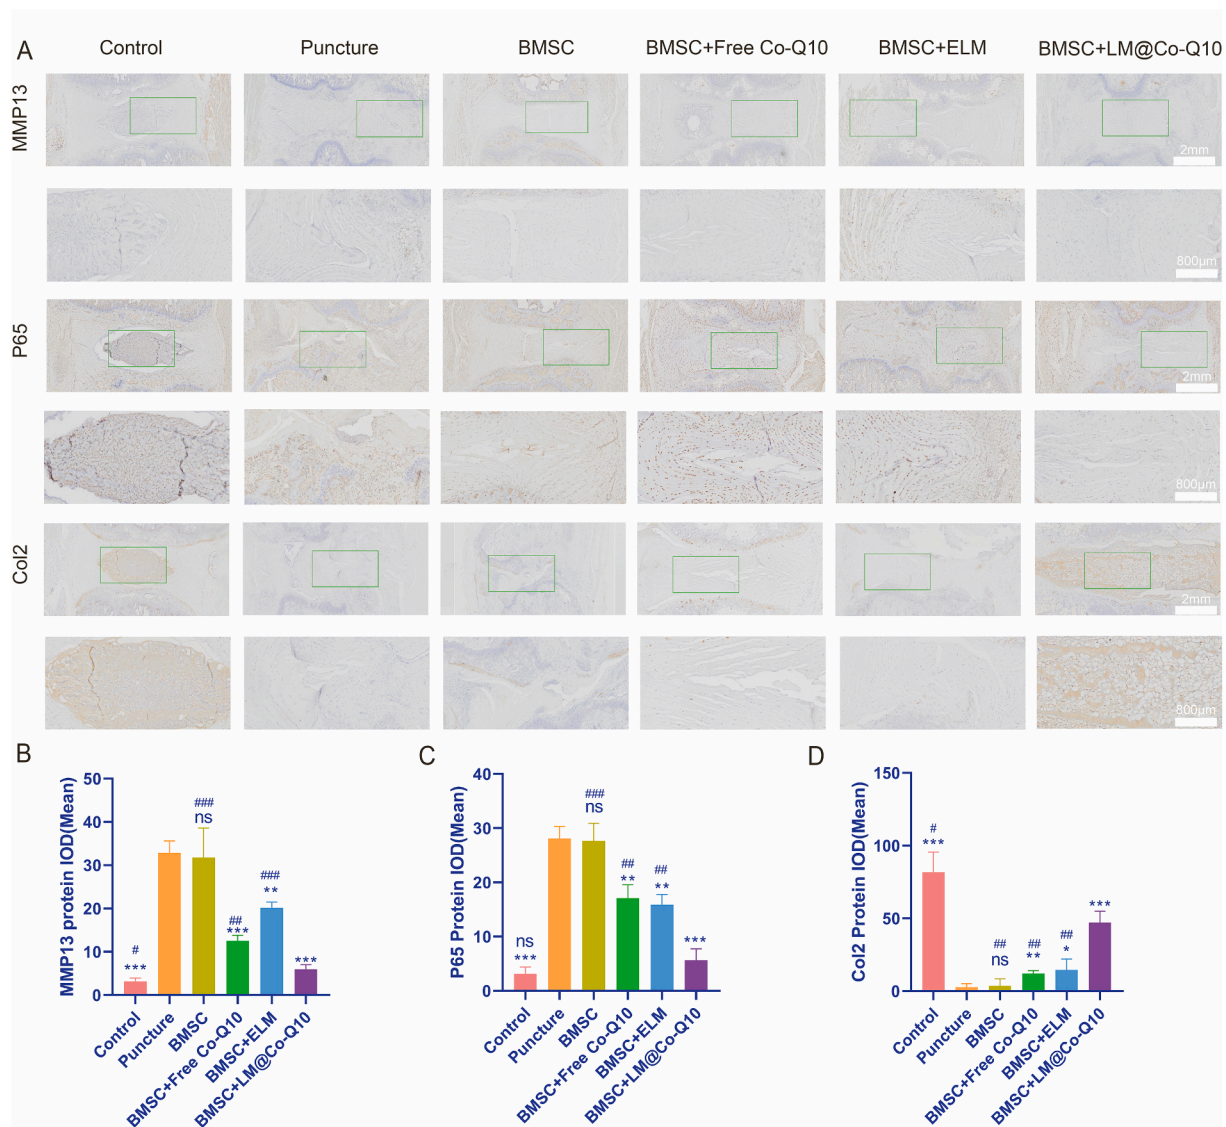 A
Control Puncture BMSC BMSC+Free Co-Q10 BMSC+ELM BMSC+LM@Co-Q10
MMP13
2mm
800μm
P65
2mm
800μm
Col2
2mm
800μm
B
MMP13 protein IOD(Mean)
50
40
30
20
10
0
#
***
###
ns
##
***
###
**
***
Control
Puncture
BMSC
BMSC+Free Co-Q10
BMSC+ELM
BMSC+LM@Co-Q10
C
P65 Protein IOD(Mean)
40
30
20
10
0
ns
***
###
ns
##
**
##
**
***
Control
Puncture
BMSC
BMSC+Free Co-Q10
BMSC+ELM
BMSC+LM@Co-Q10
D
Col2 Protein IOD(Mean)
150
100
50
0
#
***
##
ns
##
**
##
*
***
Control
Puncture
BMSC
BMSC+Free Co-Q10
BMSC+ELM
BMSC+LM@Co-Q10